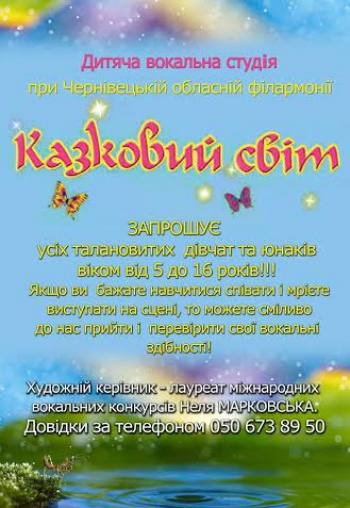 Дитяча вокальна студія
при Чернівецькій обласній філармонії
Казковий світ
ЗАПРОШУЄ
усіх талановитих дівчат та юнаків
віком від 5 до 16 років!!!
Якщо ви бажате навчитися співати і мрієте
виступати на сцені, то можете сміливо
до нас прийти і перевірити свої вокальні
здібності!
Художній керівник - лауреат міжнародних
вокальних конкурсів Неля МАРКОВСЬКА.
Довідки за телефоном 050 673 89 50